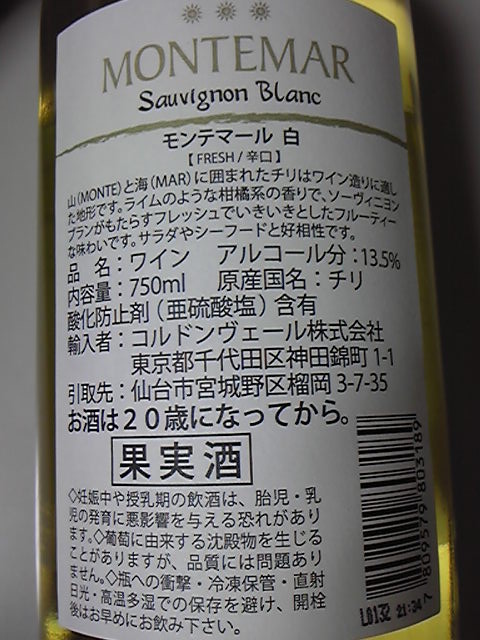 MONTEMAR
Sauvignon Blanc
モンテマール 白
【 FRESH / 辛口 】
山（MONTE）と海（MAR）に囲まれたチリはワイン造りに適し
た地形です。ライムのような柑橘系の香りで、ソーヴィニヨン
ブランがもたらすフレッシュでいきいきとしたフルーティー
な味わいです。サラダやシーフードと好相性です。
品 名：ワイン アルコール分：13.5%
内容量：750ml 原産国名：チリ
酸化防止剤（亜硫酸塩）含有
輸入者：コルドンヴェール株式会社
東京都千代田区神田錦町 1-1
引取先：仙台市宮城野区榴岡 3-7-35
お酒は２０歳になってから。
果実酒
◇妊娠中や授乳期の飲酒は、胎児・乳
児の発育に悪影響を与える恐れがあり
ます。◇葡萄に由来する沈殿物を生じる
ことがありますが、品質には問題あり
ません。◇瓶への衝撃・冷凍保管・直射
日光・高温多湿での保存を避け、開栓
後はお早めにお飲み下さい。
7 809579 803189
L0132 21:34